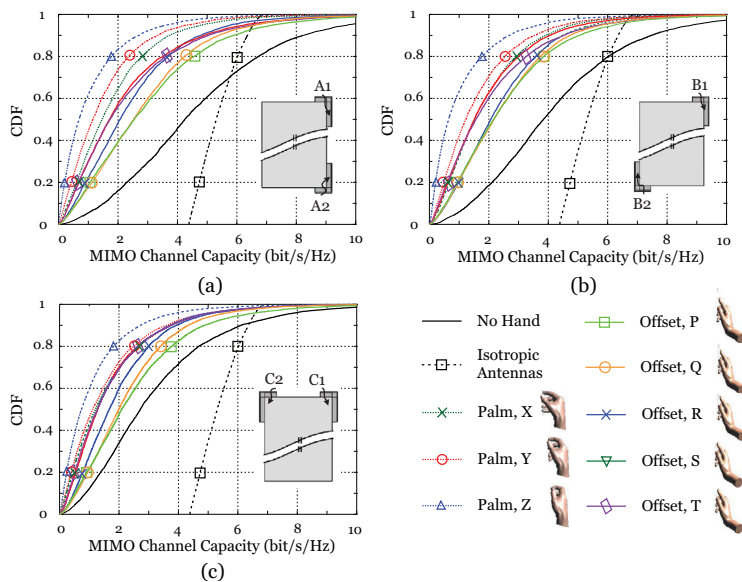 (a)
1
0.8
0.6
0.4
0.2
0
CDF
A1
A2
0 2 4 6 8 10
MIMO Channel Capacity (bit/s/Hz)
(a)
(b)
1
0.8
0.6
0.4
0.2
0
CDF
B1
B2
0 2 4 6 8 10
MIMO Channel Capacity (bit/s/Hz)
(b)
(c)
1
0.8
0.6
0.4
0.2
0
CDF
C2 C1
0 2 4 6 8 10
MIMO Channel Capacity (bit/s/Hz)
(c)
No Hand
Isotropic
Antennas
Palm, X
Palm, Y
Palm, Z
Offset, P
Offset, Q
Offset, R
Offset, S
Offset, T